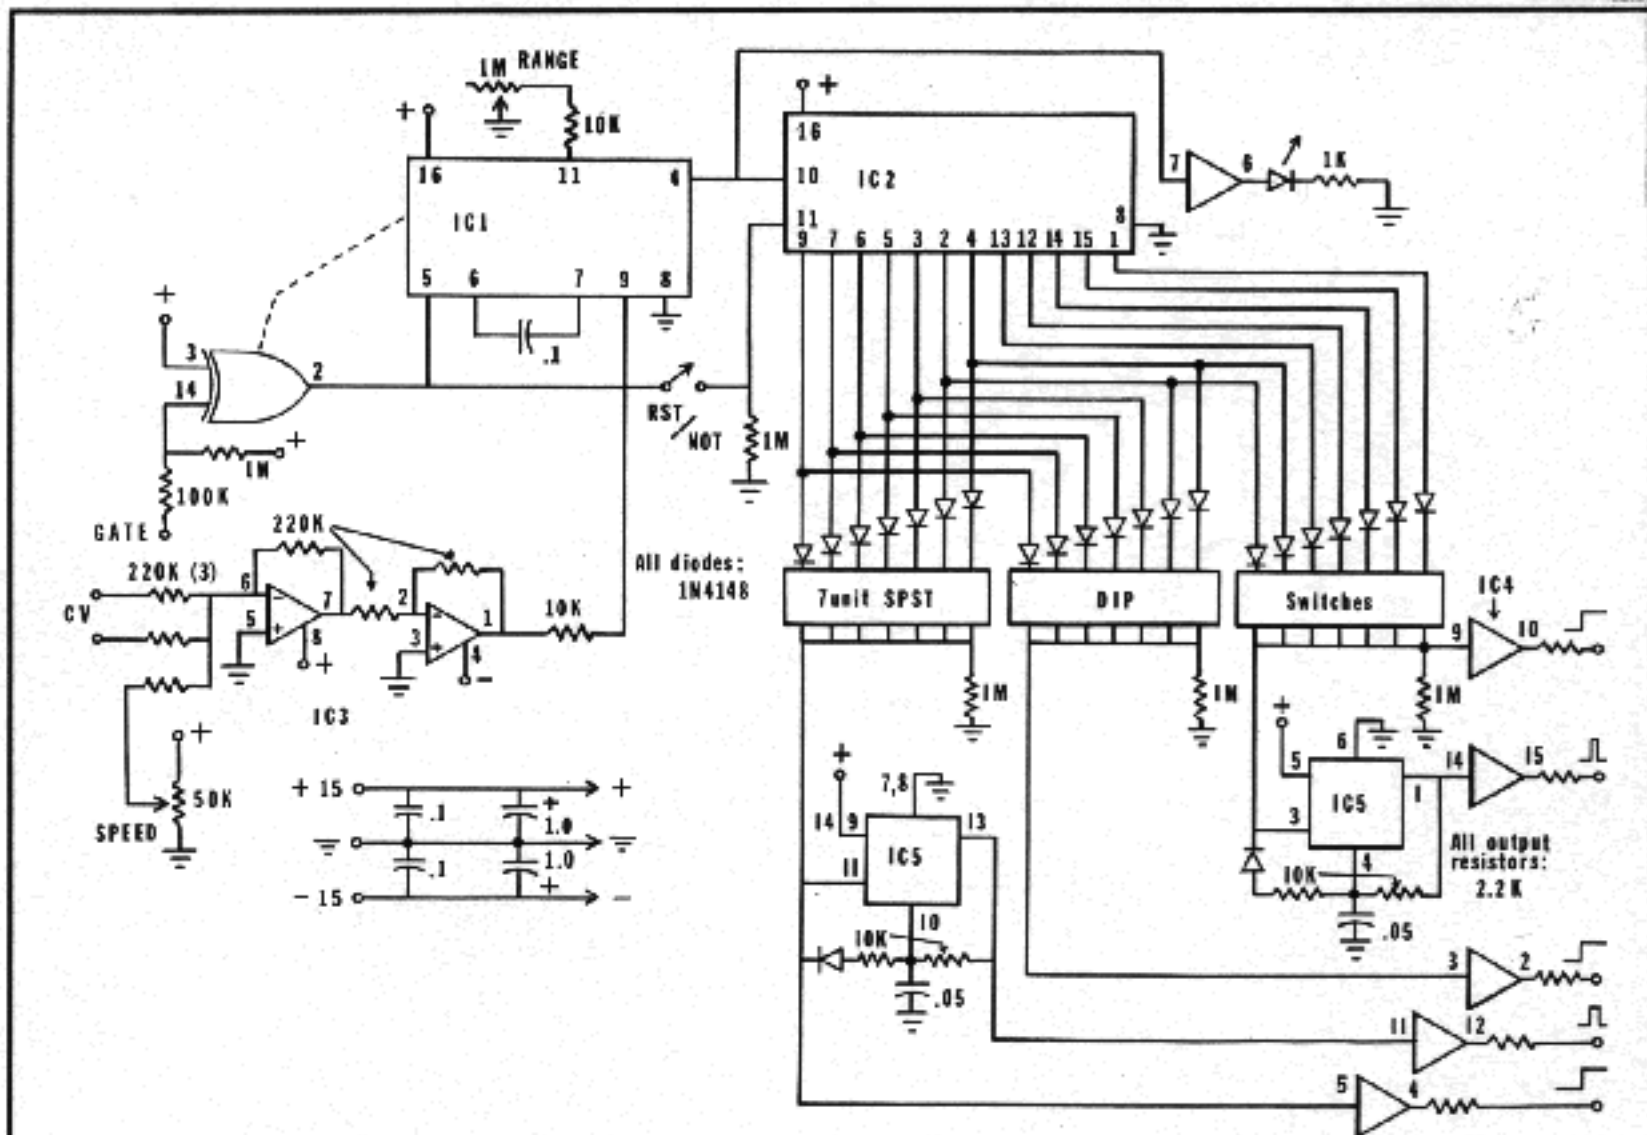 1M RANGE
10K
+
16 11 4
IC1
5 6 7 9 8
.1
+
3
14
2
1M
+
100K
GATE
RST/NOT
1M
+
16
10 IC2
11 8
9 7 6 5 3 2 4 13 12 14 15 1
7 6
1K
220K
220K (3)
CV
6
5
7
8
+
2
3
1
4
-
10K
IC3
+
50K
SPEED
All diodes:
1N4148
7unit SPST
DIP
Switches
IC4
9 10
1M
1M
1M
+15 +
.1
+
1.0
.1
1.0
+
-15 -
+
7,8
14 9 13
IC5
11
10
10K
.05
+
6
5
IC5
1
3
4
10K
.05
14 15
All output
resistors:
2.2K
3 2
11 12
5 4